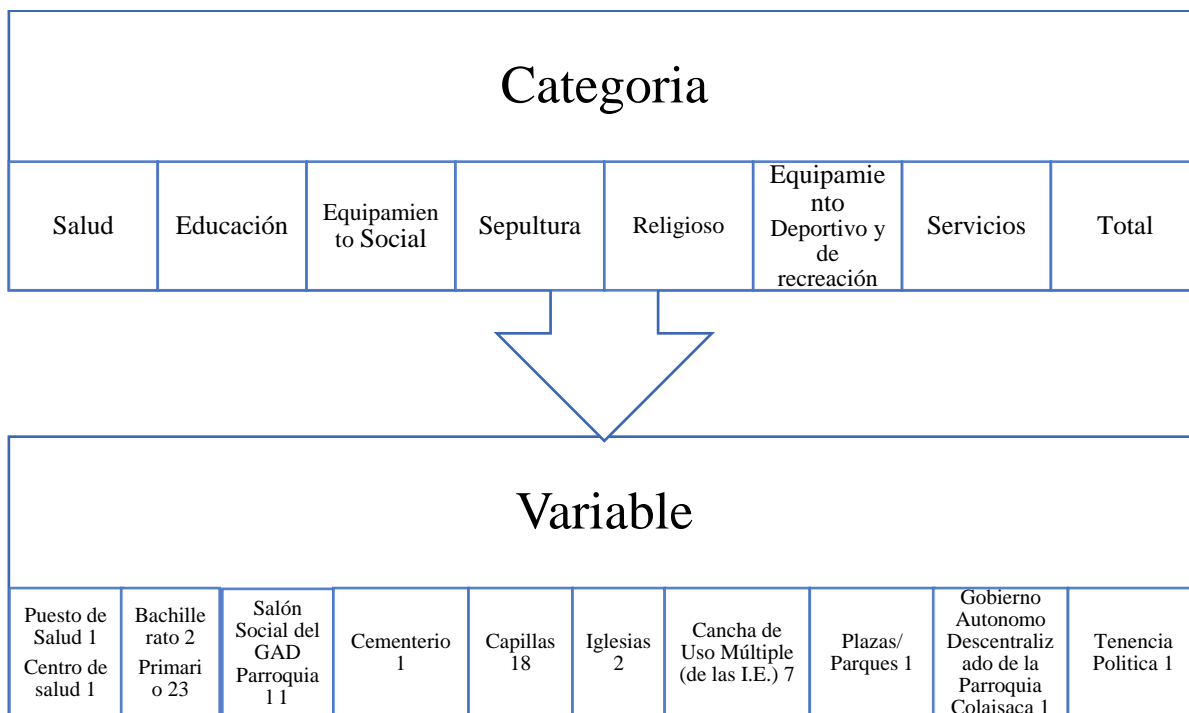 Categoria
Salud
Educación
Equipamien
to Social
Sepultura
Religioso
Equipamie
nto
Deportivo y
de
recreación
Servicios
Total
Variable
Puesto de
Salud 1
Centro de
salud 1
Bachille
rato 2
Primari
o 23
Salón
Social del
GAD
Parroquia
l 1
Cementerio
1
Capillas
18
Iglesias
2
Cancha de
Uso Múltiple
(de las I.E.) 7
Plazas/
Parques 1
Gobierno
Autonomo
Descentraliz
ado de la
Parroquia
Colaisaca 1
Tenencia
Politica 1